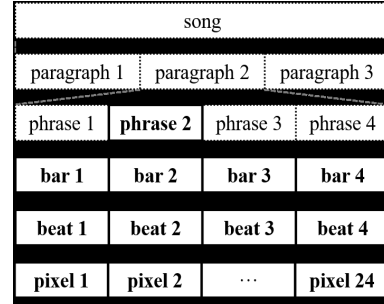 song
paragraph 1 paragraph 2 paragraph 3
phrase 1 phrase 2 phrase 3 phrase 4
bar 1 bar 2 bar 3 bar 4
beat 1 beat 2 beat 3 beat 4
pixel 1 pixel 2 ... pixel 24